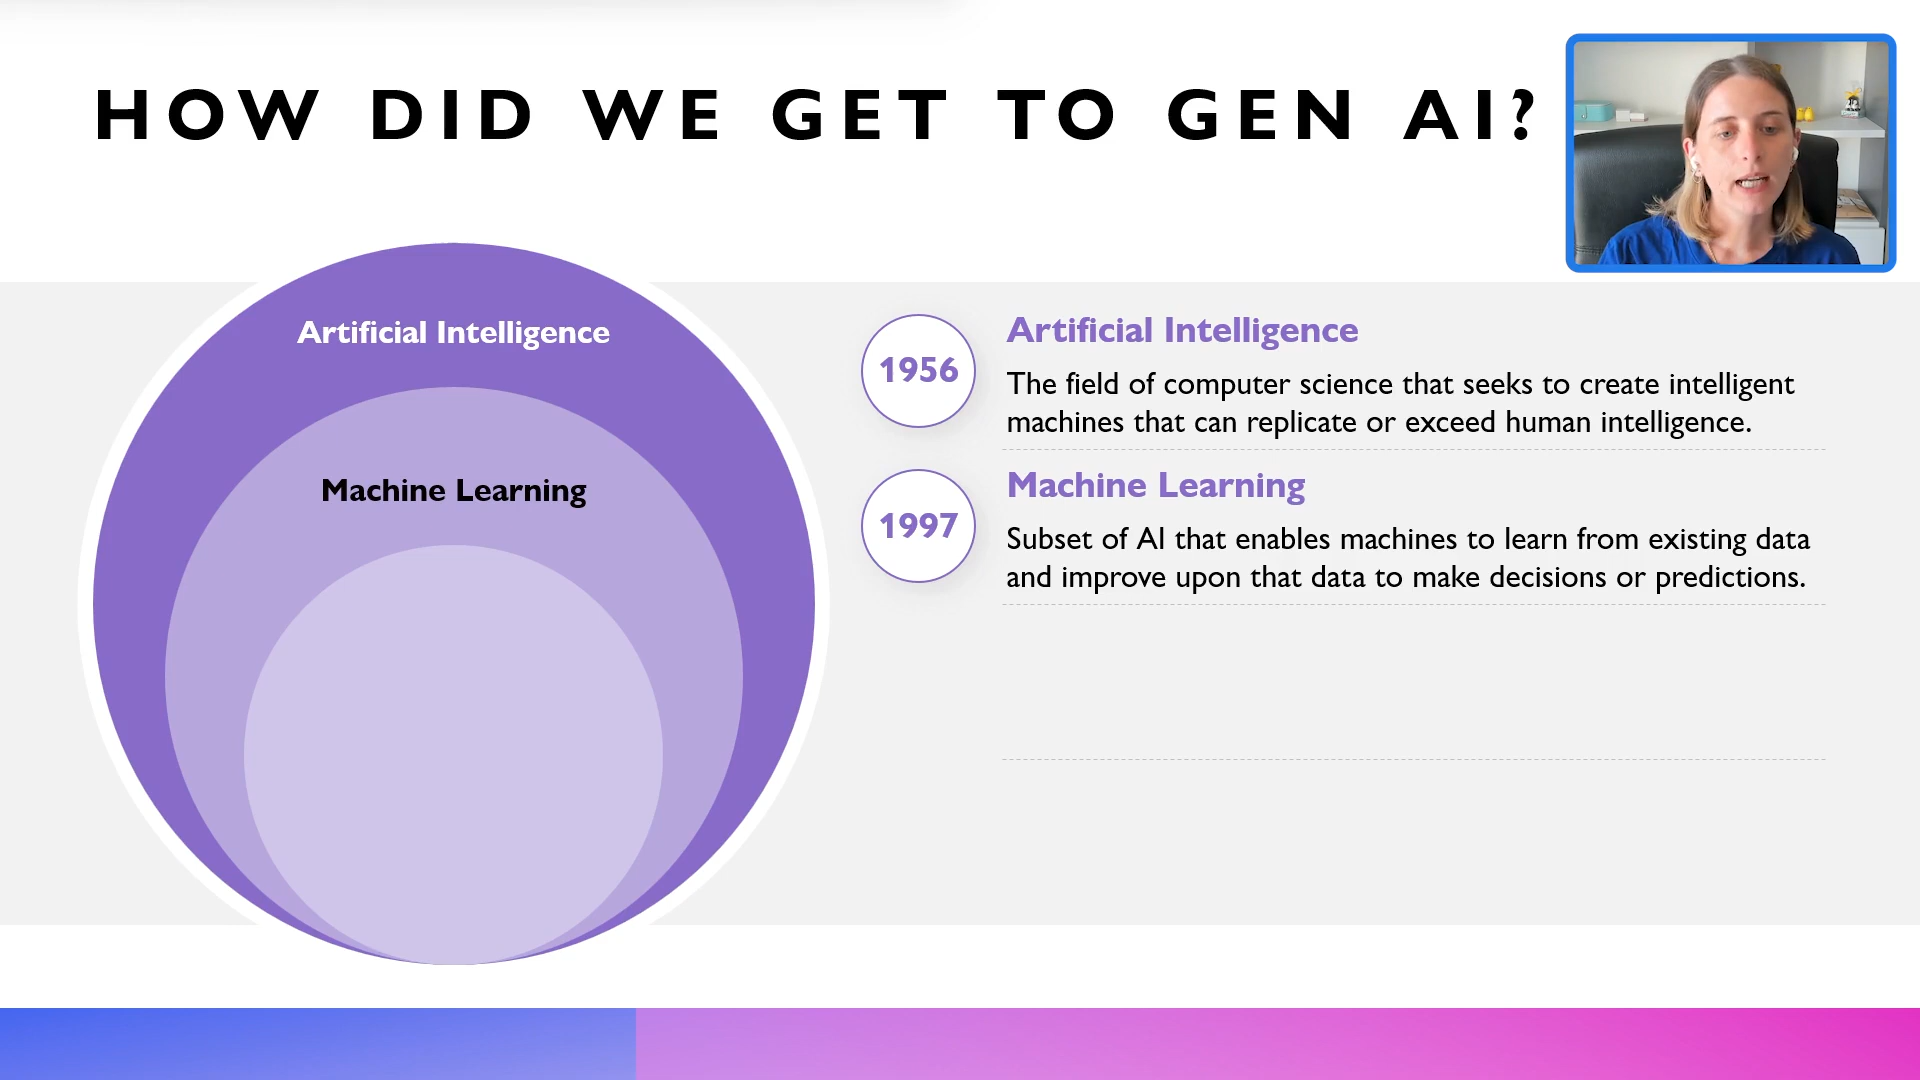 HOW DID WE GET TO GEN AI?
Artificial Intelligence
Machine Learning
1956
Artificial Intelligence
The field of computer science that seeks to create intelligent
machines that can replicate or exceed human intelligence.
1997
Machine Learning
Subset of AI that enables machines to learn from existing data
and improve upon that data to make decisions or predictions.